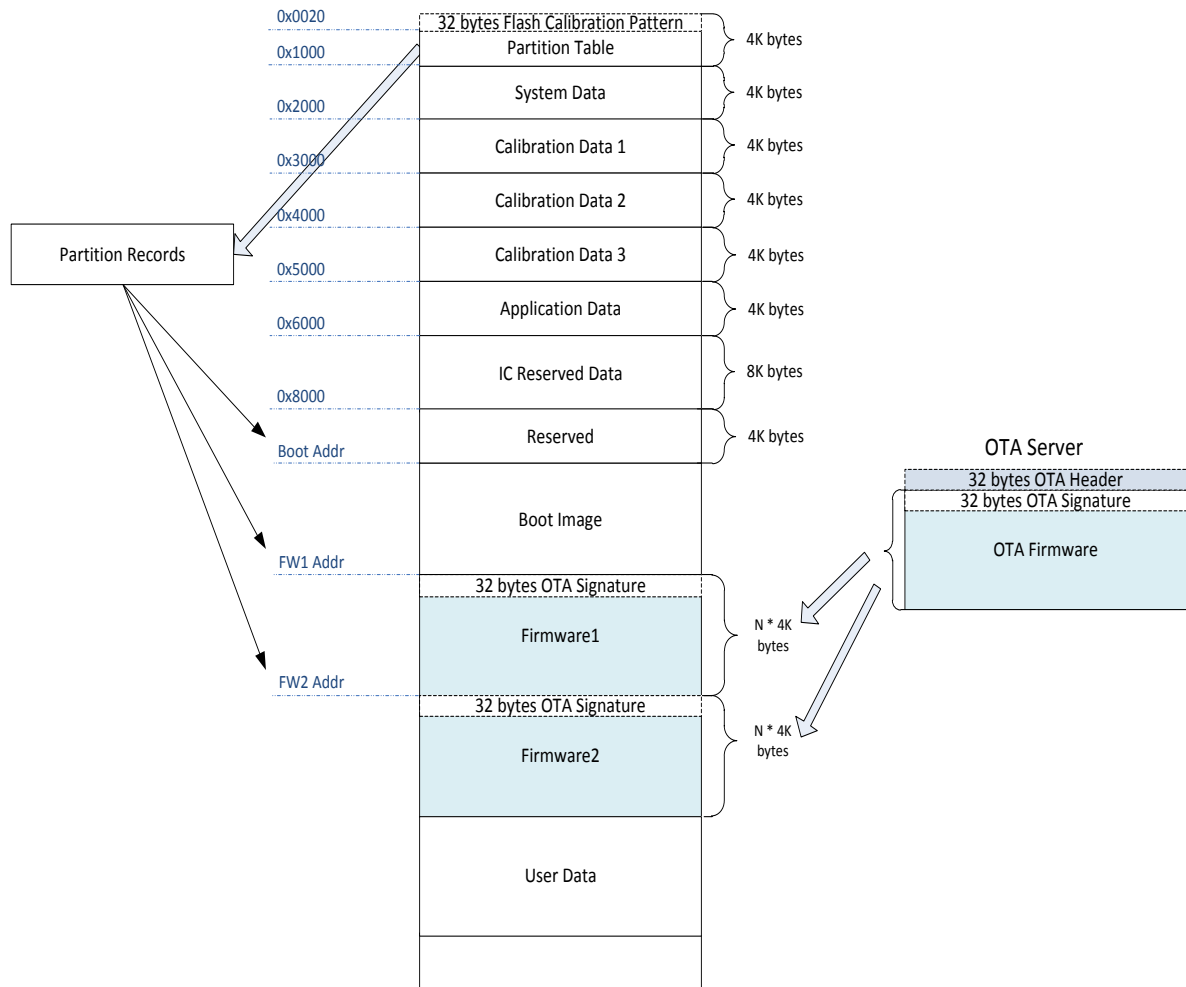 0x0020
32 bytes Flash Calibration Pattern
Partition Table
4K bytes
0x1000
System Data
4K bytes
0x2000
Calibration Data 1
4K bytes
0x3000
Calibration Data 2
4K bytes
0x4000
Partition Records
Calibration Data 3
4K bytes
0x5000
Application Data
4K bytes
0x6000
IC Reserved Data
8K bytes
0x8000
Reserved
4K bytes
Boot Addr
Boot Image
FW1 Addr
32 bytes OTA Signature
Firmware1
N * 4K
bytes
FW2 Addr
32 bytes OTA Signature
Firmware2
N * 4K
bytes
User Data
OTA Server
32 bytes OTA Header
32 bytes OTA Signature
OTA Firmware